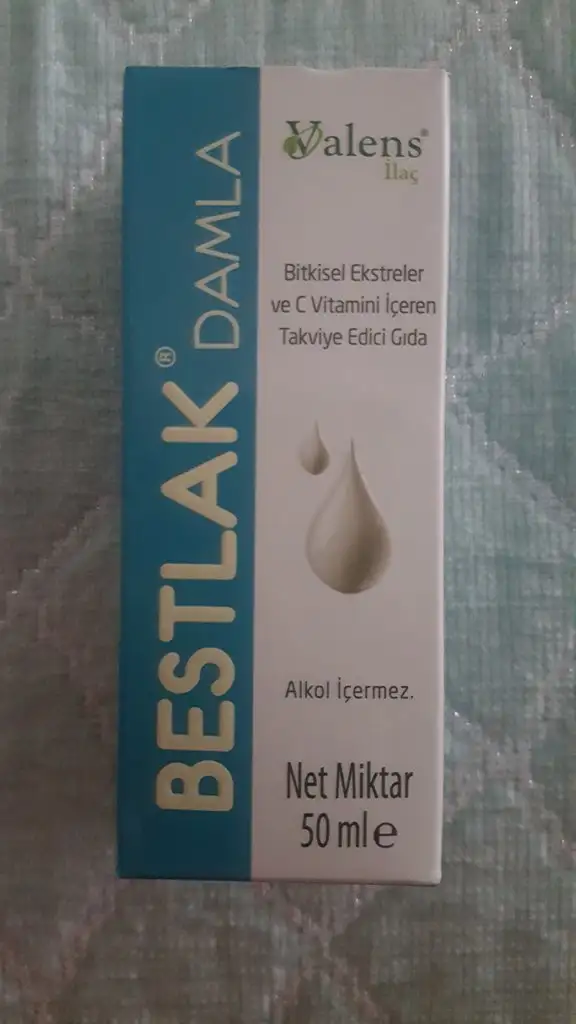 BESTLAK® DAMLA
Valens®
İlaç
Bitkisel Ekstreler
ve C Vitamini İçeren
Takviye Edici Gıda
Alkol İçermez.
Net Miktar
50 ml e